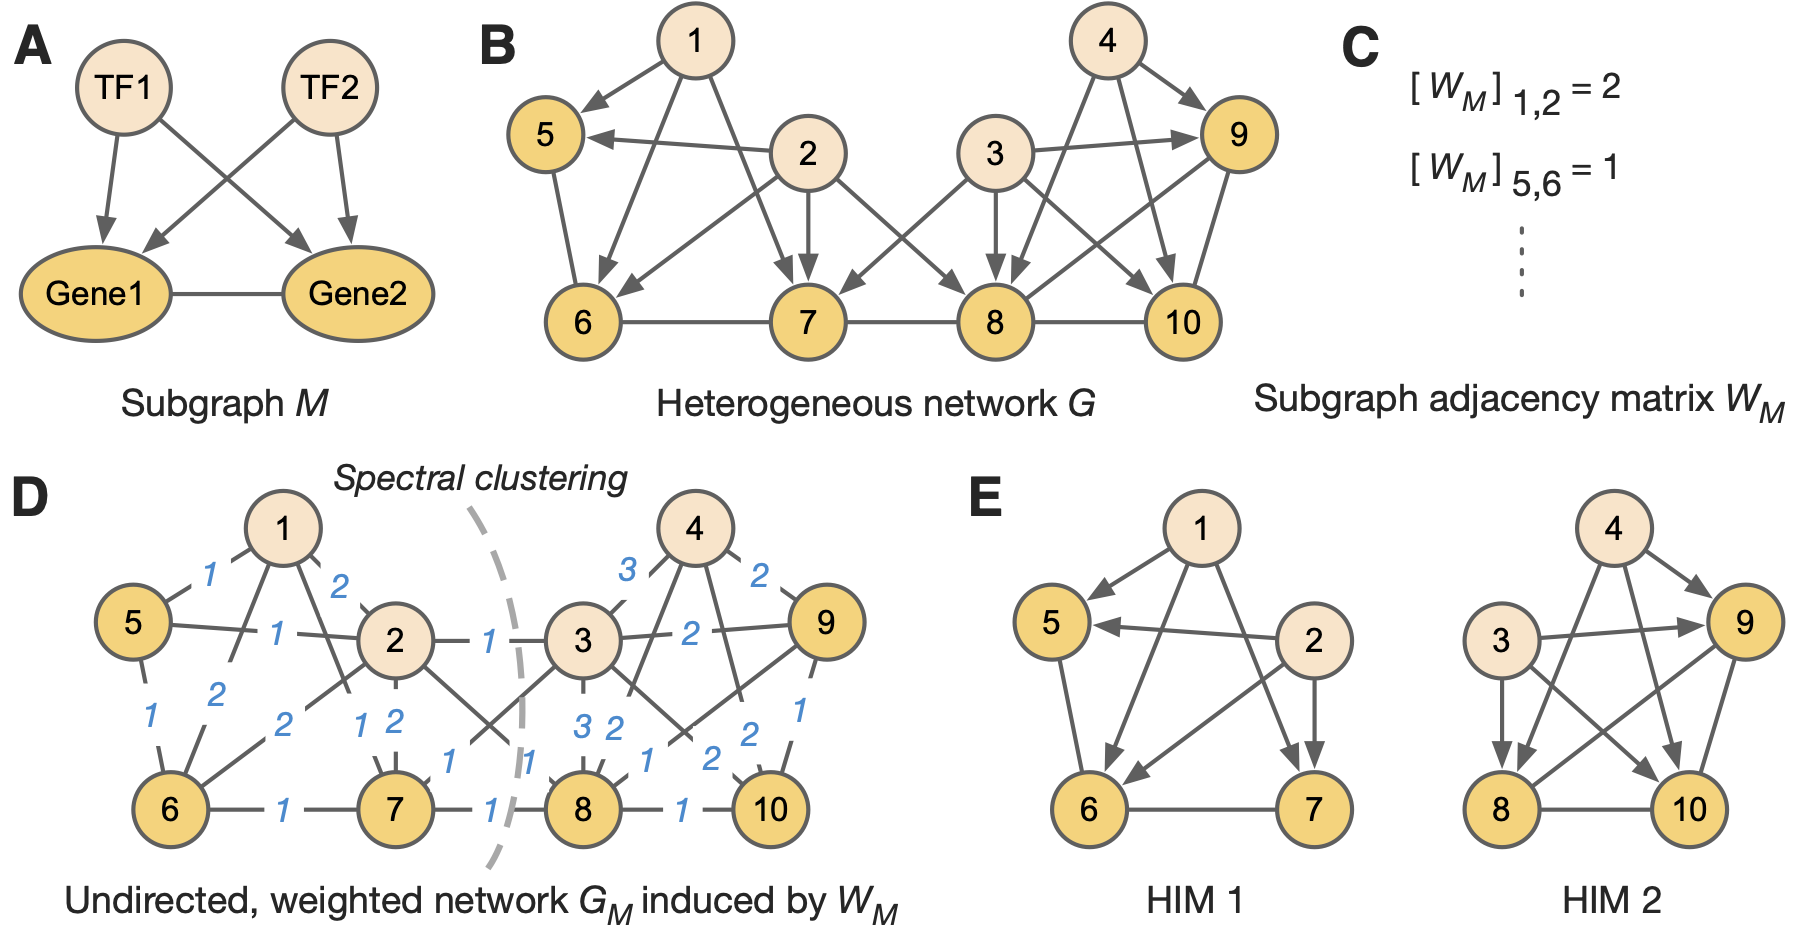 A
TF1
TF2
Gene1
Gene2
Subgraph M
B
1
4
5
2
3
9
6
7
8
10
Heterogeneous network G
C
[ W_M ] 1,2 = 2
[ W_M ] 5,6 = 1
Subgraph adjacency matrix W_M
D
Spectral clustering
1
4
1
2
3
2
5
1
2
1
3
2
9
1
2
2
1
2
1
1
3
2
1
2
2
1
6
1
7
1
8
1
10
Undirected, weighted network G_M induced by W_M
E
1
4
5
2
3
9
6
7
8
10
HIM 1
HIM 2